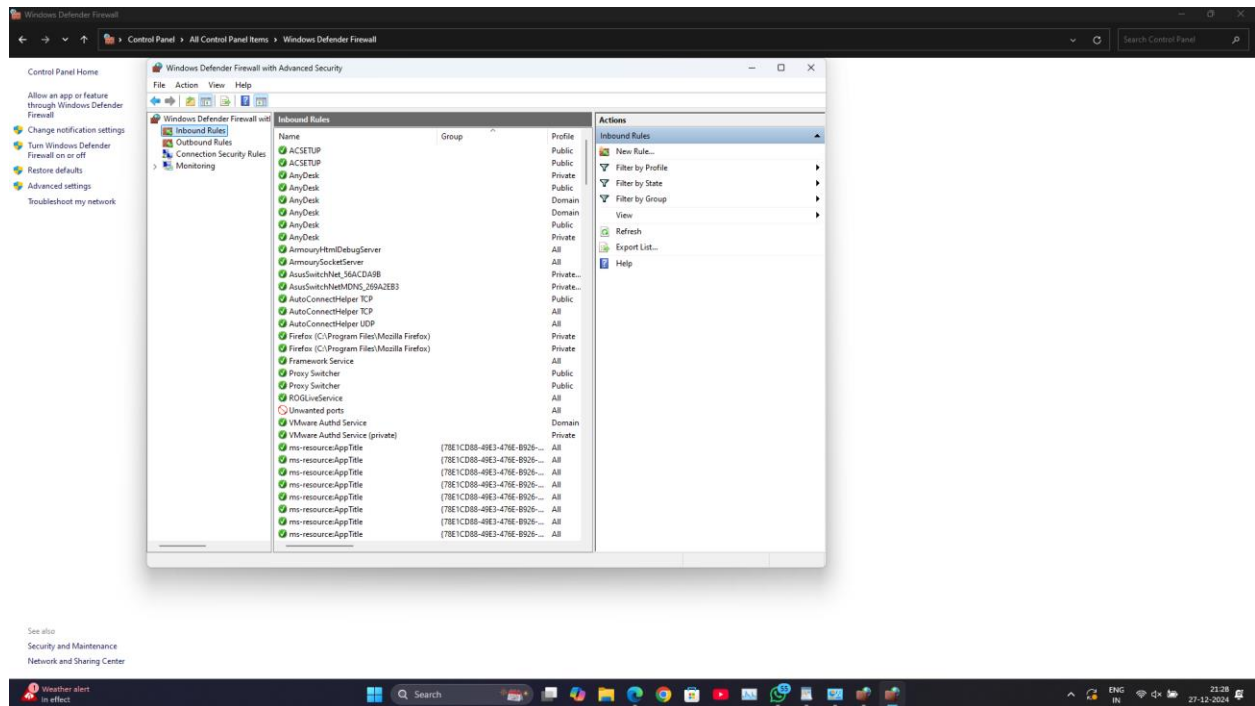 Windows Defender Firewall
Control Panel › All Control Panel Items › Windows Defender Firewall
Search Control Panel
Control Panel Home
Allow an app or feature
through Windows Defender
Firewall
Change notification settings
Turn Windows Defender
Firewall on or off
Restore defaults
Advanced settings
Troubleshoot my network
See also
Security and Maintenance
Network and Sharing Center
Windows Defender Firewall with Advanced Security
File Action View Help
Windows Defender Firewall wit
Inbound Rules
Outbound Rules
Connection Security Rules
Monitoring
Inbound Rules
Name Group Profile
ACSETUP Public
ACSETUP Public
AnyDesk Private
AnyDesk Public
AnyDesk Domain
AnyDesk Domain
AnyDesk Public
AnyDesk Private
ArmouryHtmlDebugServer All
ArmourySocketServer All
AsusSwitchNet_56ACDA9B Private...
AsusSwitchNetMDNS_269A2EB3 Private...
AutoConnectHelper TCP Public
AutoConnectHelper TCP All
AutoConnectHelper UDP All
Firefox (C:\Program Files\Mozilla Firefox) Private
Firefox (C:\Program Files\Mozilla Firefox) Private
Framework Service All
Proxy Switcher Public
Proxy Switcher Public
ROGLiveService All
Unwanted ports All
VMware Authd Service Domain
VMware Authd Service (private) Private
ms-resource:AppTitle {78E1CD88-49E3-476E-B926-... All
ms-resource:AppTitle {78E1CD88-49E3-476E-B926-... All
ms-resource:AppTitle {78E1CD88-49E3-476E-B926-... All
ms-resource:AppTitle {78E1CD88-49E3-476E-B926-... All
ms-resource:AppTitle {78E1CD88-49E3-476E-B926-... All
ms-resource:AppTitle {78E1CD88-49E3-476E-B926-... All
ms-resource:AppTitle {78E1CD88-49E3-476E-B926-... All
ms-resource:AppTitle {78E1CD88-49E3-476E-B926-... All
Actions
Inbound Rules
New Rule...
Filter by Profile
Filter by State
Filter by Group
View
Refresh
Export List...
Help
1
Weather alert
In effect
Search
ENG
IN
21:28
27-12-2024